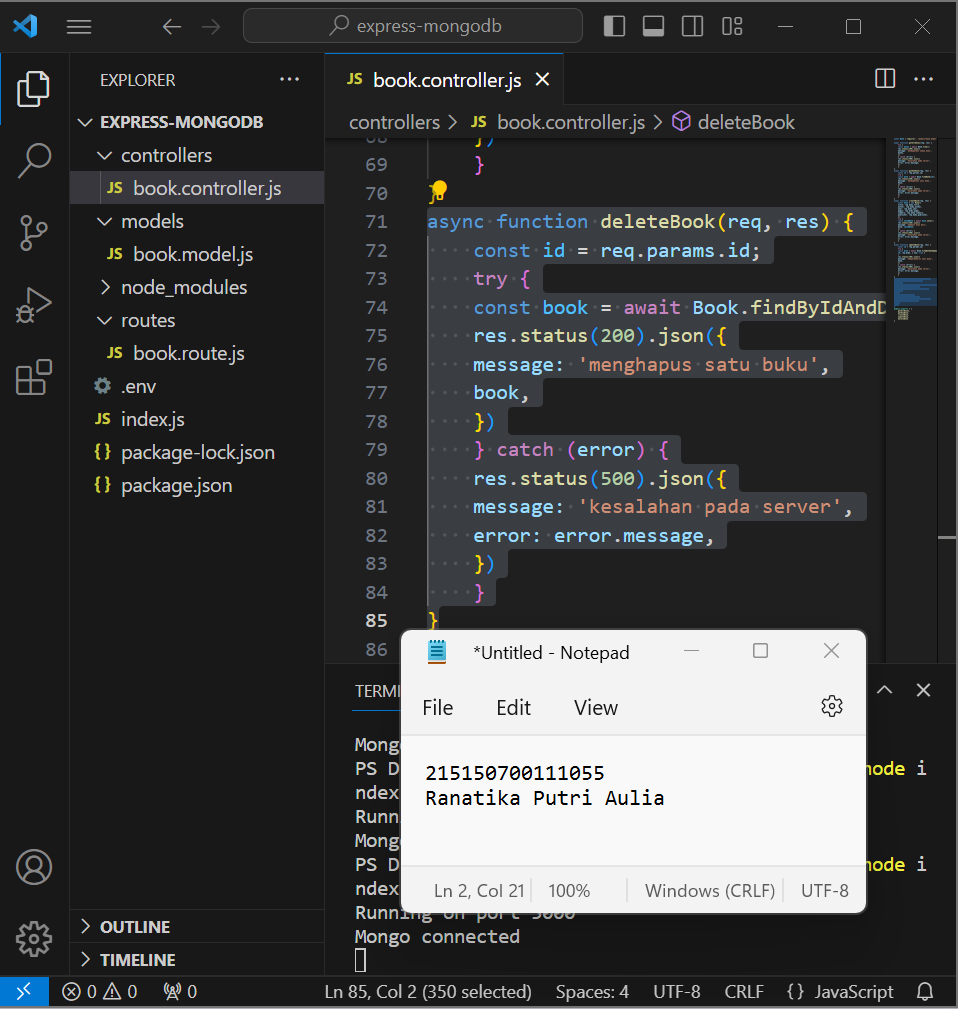 express-mongodb
EXPLORER
JS book.controller.js
controllers > JS book.controller.js > deleteBook
EXPRESS-MONGODB
controllers
JS book.controller.js
models
JS book.model.js
node_modules
routes
JS book.route.js
.env
JS index.js
{} package-lock.json
{} package.json
OUTLINE
TIMELINE
68 })
69 }
70 }
71 async function deleteBook(req, res) {
72 const id = req.params.id;
73 try {
74 const book = await Book.findByIdAndD
75 res.status(200).json({
76 message: 'menghapus satu buku',
77 book,
78 })
79 } catch (error) {
80 res.status(500).json({
81 message: 'kesalahan pada server',
82 error: error.message,
83 })
84 }
85 }
86
TERMI
Mong
PS D node i
ndex
Runn
Mong
PS D node i
ndex
Running on port 5000
Mongo connected
*Untitled - Notepad
File Edit View
215150700111055
Ranatika Putri Aulia
Ln 2, Col 21 100% Windows (CRLF) UTF-8
0 0 0 Ln 85, Col 2 (350 selected) Spaces: 4 UTF-8 CRLF {} JavaScript